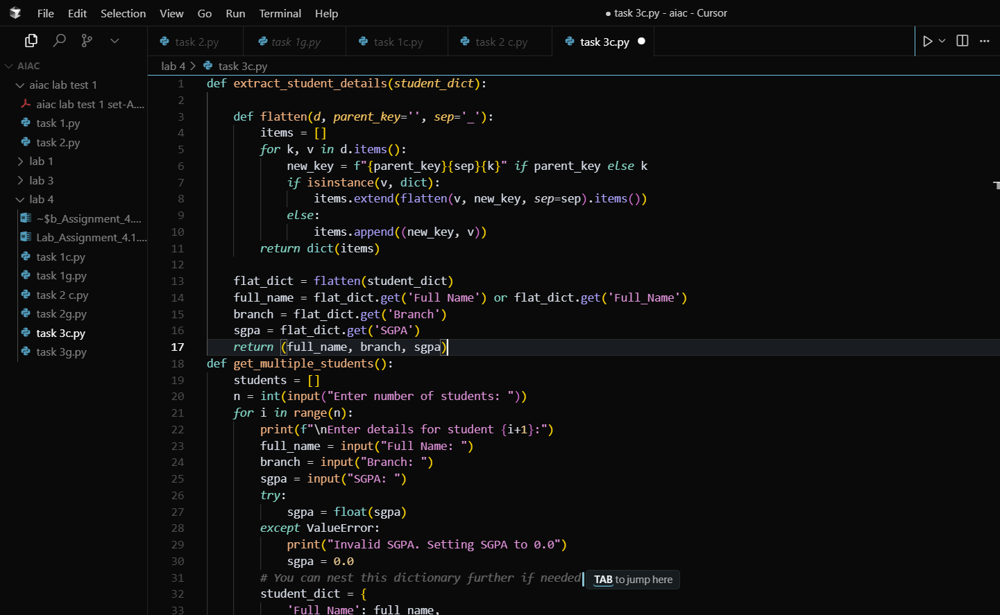 File Edit Selection View Go Run Terminal Help
● task 3c.py - aiac - Cursor
task 2.py
task 1g.py
task 1c.py
task 2 c.py
task 3c.py
lab 4 > task 3c.py
AIAC
aiac lab test 1
aiac lab test 1 set-A....
task 1.py
task 2.py
lab 1
lab 3
lab 4
~$b_Assignment_4....
Lab_Assignment_4.1....
task 1c.py
task 1g.py
task 2 c.py
task 2g.py
task 3c.py
task 3g.py
1 def extract_student_details(student_dict):
2
3     def flatten(d, parent_key='', sep='_'):
4         items = []
5         for k, v in d.items():
6             new_key = f"{parent_key}{sep}{k}" if parent_key else k
7             if isinstance(v, dict):
8                 items.extend(flatten(v, new_key, sep=sep).items())
9             else:
10                 items.append((new_key, v))
11         return dict(items)
12
13     flat_dict = flatten(student_dict)
14     full_name = flat_dict.get('Full Name') or flat_dict.get('Full_Name')
15     branch = flat_dict.get('Branch')
16     sgpa = flat_dict.get('SGPA')
17     return (full_name, branch, sgpa)
18 def get_multiple_students():
19     students = []
20     n = int(input("Enter number of students: "))
21     for i in range(n):
22         print(f"\nEnter details for student {i+1}:")
23         full_name = input("Full Name: ")
24         branch = input("Branch: ")
25         sgpa = input("SGPA: ")
26         try:
27             sgpa = float(sgpa)
28         except ValueError:
29             print("Invalid SGPA. Setting SGPA to 0.0")
30             sgpa = 0.0
31         # You can nest this dictionary further if needed TAB to jump here
32         student_dict = {
33             'Full Name': full_name,